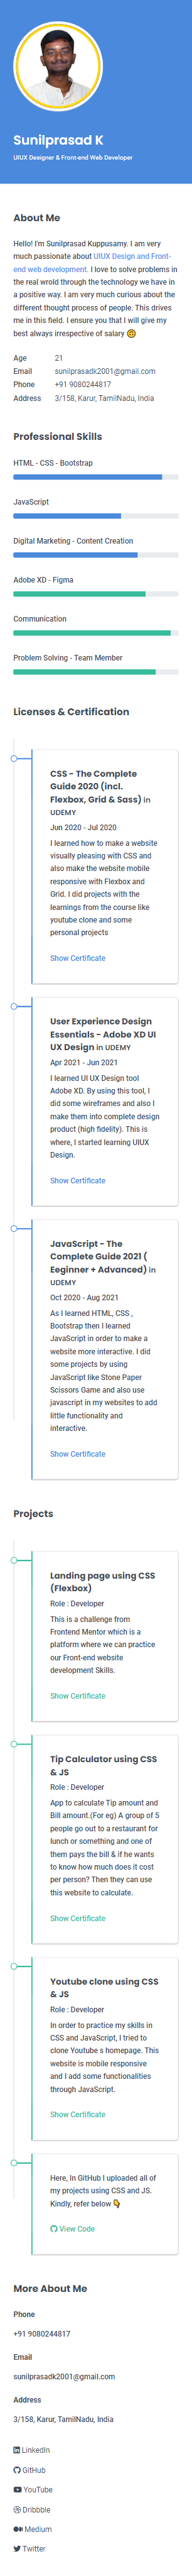 Sunilprasad K
UIUX Designer & Front-end Web Developer
About Me
Hello! I'm Sunilprasad Kuppusamy. I am very
much passionate about UIUX Design and Front-
end web development. I love to solve problems in
the real wrold through the technology we have in
a positive way. I am very much curious about the
different thought process of people. This drives
me in this field. I ensure you that I will give my
best always irrespective of salary 🙃
Age 21
Email sunilprasadk2001@gmail.com
Phone +91 9080244817
Address 3/158, Karur, TamilNadu, India
Professional Skills
HTML - CSS - Bootstrap
JavaScript
Digital Marketing - Content Creation
Adobe XD - Figma
Communication
Problem Solving - Team Member
Licenses & Certification
CSS - The Complete
Guide 2020 (incl.
Flexbox, Grid & Sass) in
UDEMY
Jun 2020 - Jul 2020
I learned how to make a website
visually pleasing with CSS and
also make the website mobile
responsive with Flexbox and
Grid. I did projects with the
learnings from the course like
youtube clone and some
personal projects
Show Certificate
User Experience Design
Essentials - Adobe XD UI
UX Design in UDEMY
Apr 2021 - Jun 2021
I learned UI UX Design tool
Adobe XD. By using this tool, I
did some wireframes and also I
make them into complete design
product (high fidelity). This is
where, I started learning UIUX
Design.
Show Certificate
JavaScript - The
Complete Guide 2021 (
Eeginner + Advanced) in
UDEMY
Oct 2020 - Aug 2021
As I learned HTML, CSS ,
Bootstrap then I learned
JavaScript in order to make a
website more interactive. I did
some projects by using
JavaScript like Stone Paper
Scissors Game and also use
javascript in my websites to add
little functionality and
interactive.
Show Certificate
Projects
Landing page using CSS
(Flexbox)
Role : Developer
This is a challenge from
Frontend Mentor which is a
platform where we can practice
our Front-end website
development Skills.
Show Certificate
Tip Calculator using CSS
& JS
Role : Developer
App to calculate Tip amount and
Bill amount.(For eg) A group of 5
people go out to a restaurant for
lunch or something and one of
them pays the bill & if he wants
to know how much does it cost
per person? Then they can use
this website to calculate.
Show Certificate
Youtube clone using CSS
& JS
Role : Developer
In order to practice my skills in
CSS and JavaScript, I tried to
clone Youtube s homepage. This
website is mobile responsive
and I add some functionalities
through JavaScript.
Show Certificate
Here, In GitHub I uploaded all of
my projects using CSS and JS.
Kindly, refer below 👇
View Code
More About Me
Phone
+91 9080244817
Email
sunilprasadk2001@gmail.com
Address
3/158, Karur, TamilNadu, India
LinkedIn
GitHub
YouTube
Dribbble
Medium
Twitter